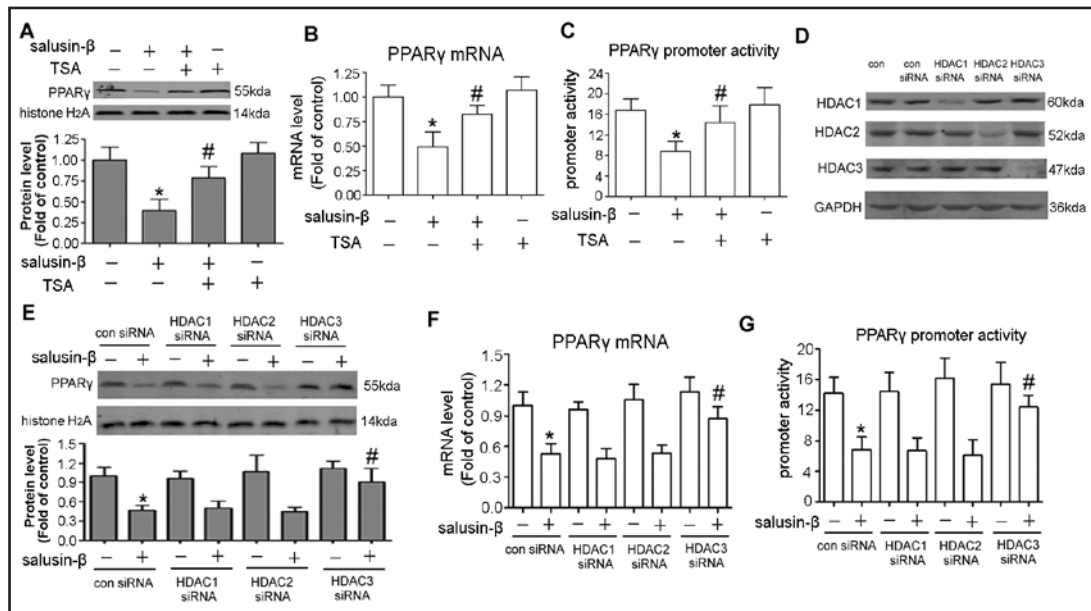 A
salusin-β – + + –
TSA – – + +
PPARγ 55kda
histone H2A 14kda
Protein level
(Fold of control)
1.25
1.00
0.75
0.50
0.25
0.00
*
#
salusin-β – + + –
TSA – – + +
B
PPARγ mRNA
mRNA level
(Fold of control)
1.25
1.00
0.75
0.50
0.25
0.00
*
#
salusin-β – + + –
TSA – – + +
C
PPARγ promoter activity
promoter activity
24
20
16
12
8
4
0
*
#
salusin-β – + + –
TSA – – + +
D
con con siRNA HDAC1 siRNA HDAC2 siRNA HDAC3 siRNA
HDAC1 60kda
HDAC2 52kda
HDAC3 47kda
GAPDH 36kda
E
con siRNA HDAC1 siRNA HDAC2 siRNA HDAC3 siRNA
salusin-β – + – + – + – +
PPARγ 55kda
histone H2A 14kda
Protein level
(Fold of control)
1.5
1.2
0.9
0.6
0.3
0.0
*
#
salusin-β – + – + – + – +
con siRNA HDAC1 siRNA HDAC2 siRNA HDAC3 siRNA
F
PPARγ mRNA
mRNA level
(Fold of control)
1.5
1.2
0.9
0.6
0.3
0.0
*
#
salusin-β – + – + – + – +
con siRNA HDAC1 siRNA HDAC2 siRNA HDAC3 siRNA
G
PPARγ promoter activity
promoter activity
20
16
12
8
4
0
*
#
salusin-β – + – + – + – +
con siRNA HDAC1 siRNA HDAC2 siRNA HDAC3 siRNA